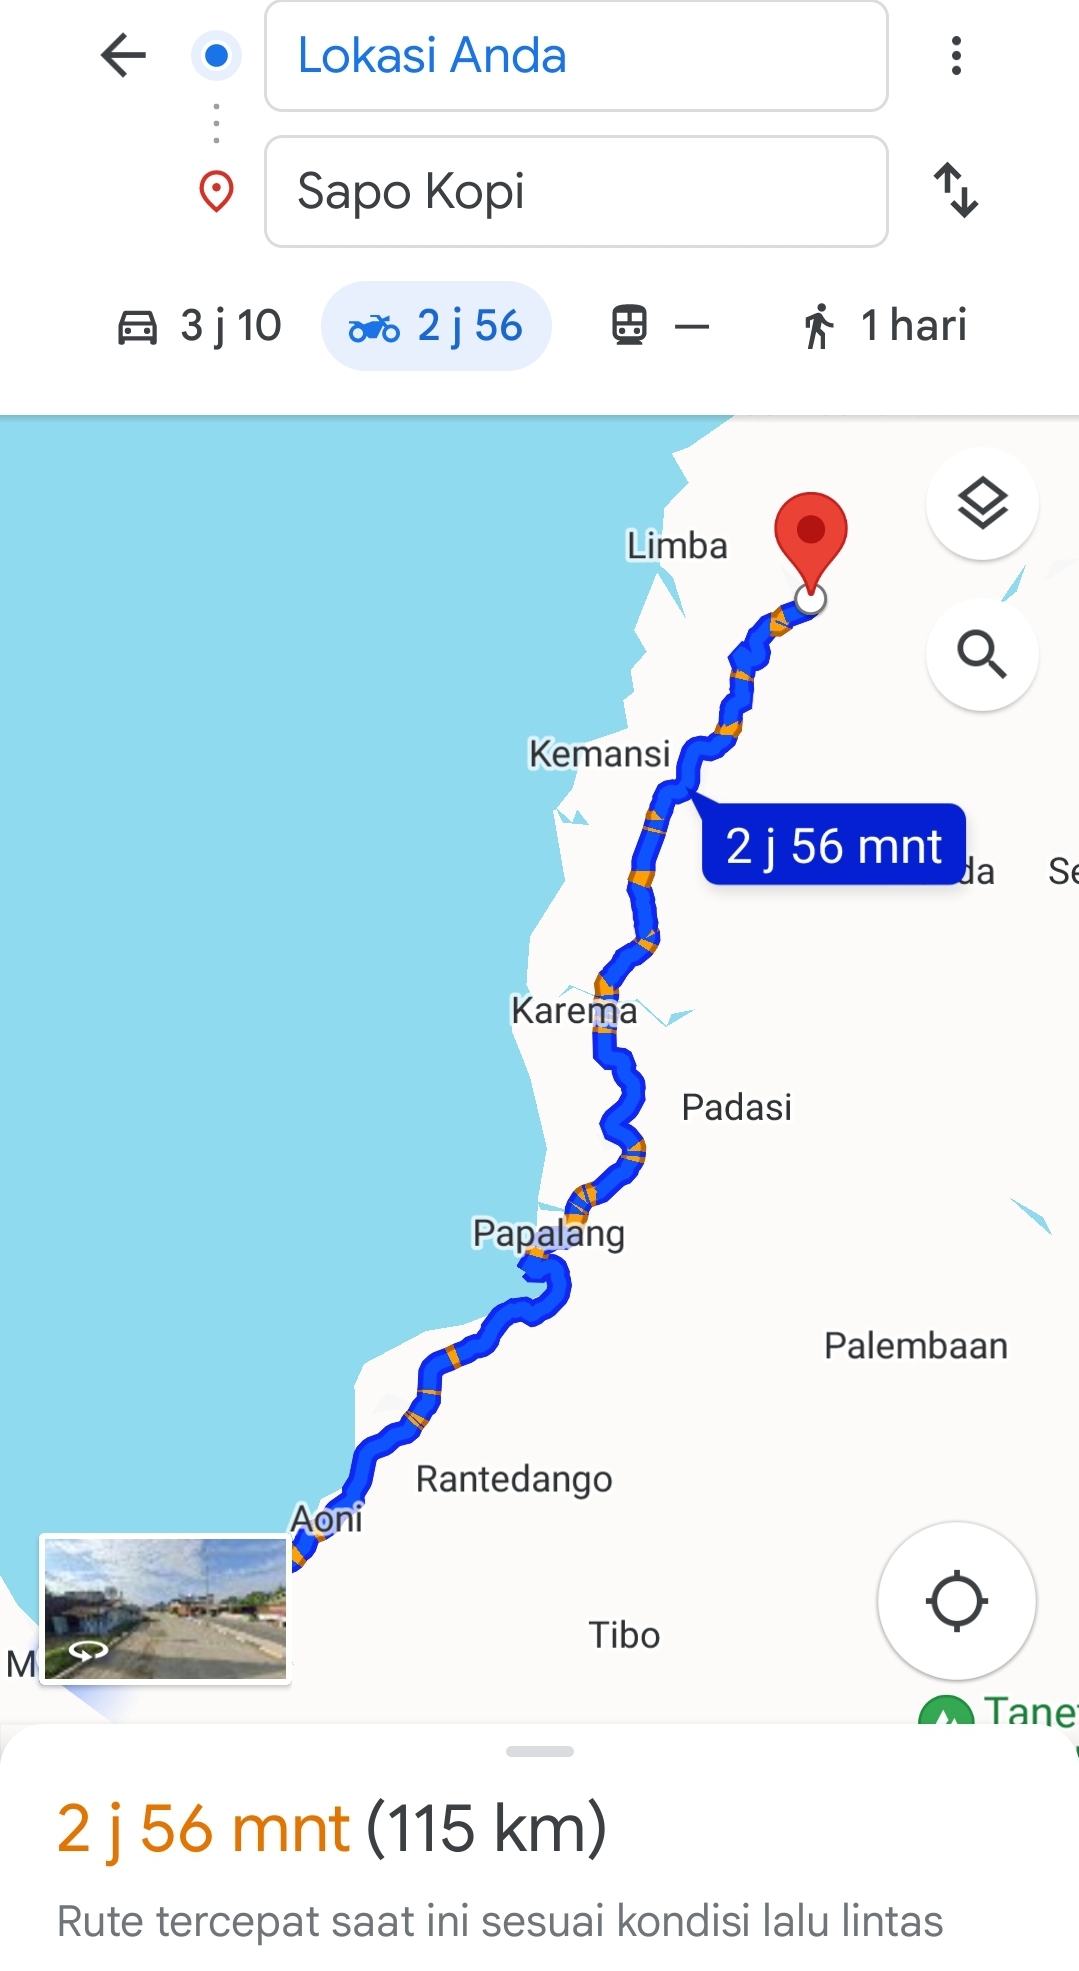 Lokasi Anda
Sapo Kopi
3 j 10
2 j 56
—
1 hari
Limba
Kemansi
2 j 56 mnt
da
Se
Karema
Padasi
Papalang
Palembaan
Rantedango
Aoni
Tibo
M
Tane
2 j 56 mnt (115 km)
Rute tercepat saat ini sesuai kondisi lalu lintas